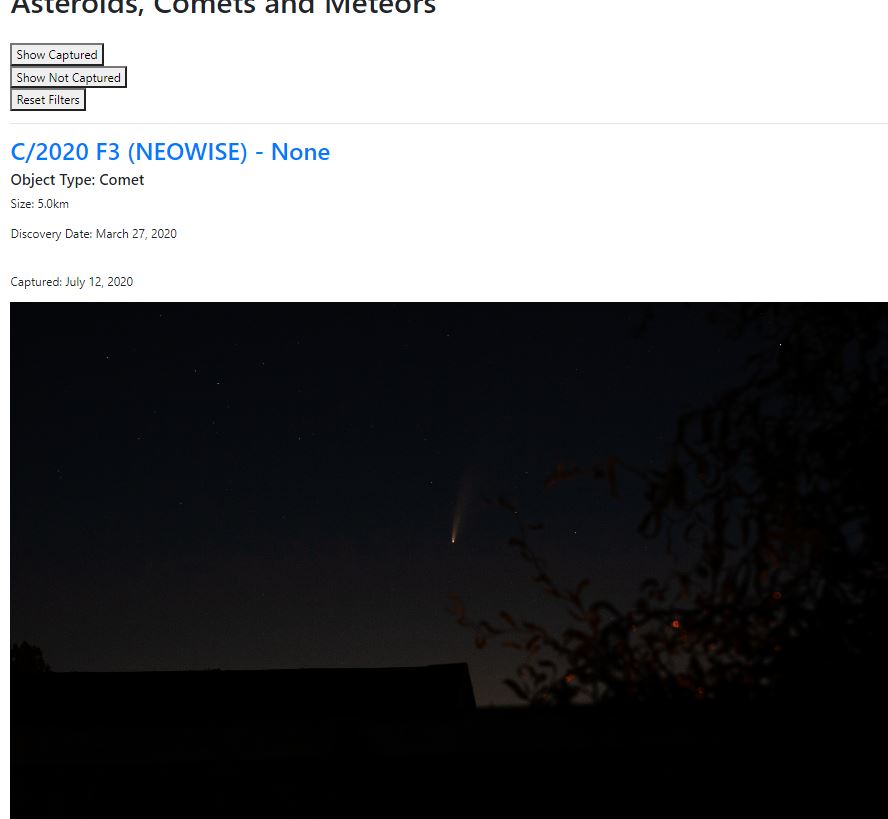 Asteroids, Comets and Meteors
Show Captured
Show Not Captured
Reset Filters
C/2020 F3 (NEOWISE) - None
Object Type: Comet
Size: 5.0km
Discovery Date: March 27, 2020
Captured: July 12, 2020